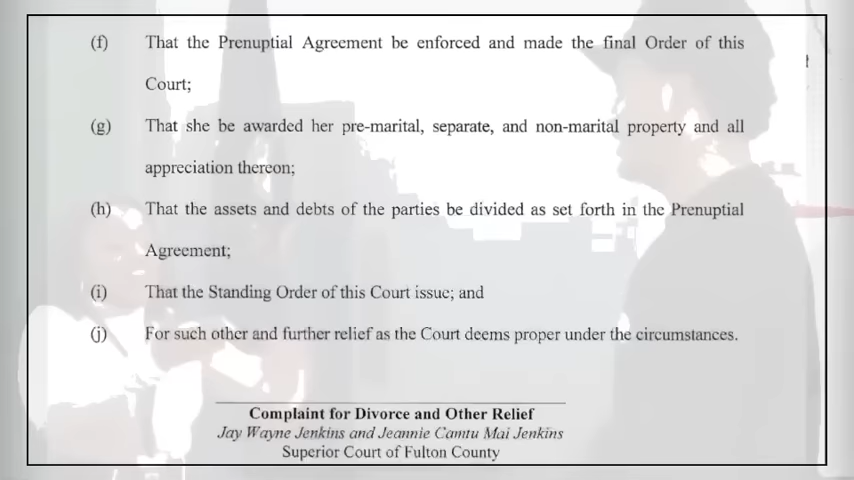 (f) That the Prenuptial Agreement be enforced and made the final Order of this
Court;
(g) That she be awarded her pre-marital, separate, and non-marital property and all
appreciation thereon;
(h) That the assets and debts of the parties be divided as set forth in the Prenuptial
Agreement;
(i) That the Standing Order of this Court issue; and
(j) For such other and further relief as the Court deems proper under the circumstances.
Complaint for Divorce and Other Relief
Jay Wayne Jenkins and Jeannie Camtu Mai Jenkins
Superior Court of Fulton County